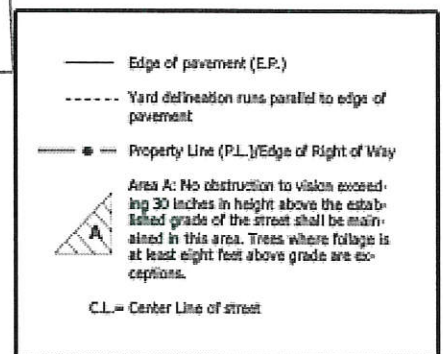 Edge of pavement (E.P.)
Yard delineation runs parallel to edge of
pavement
Property Line (P.L.)/Edge of Right of Way
Area A: No obstruction to vision exceed-
ing 30 inches in height above the estab-
lished grade of the street shall be main-
ained in this area. Trees where foliage is
at least eight feet above grade are ex-
ceptions.
A
C.L.= Center Line of street